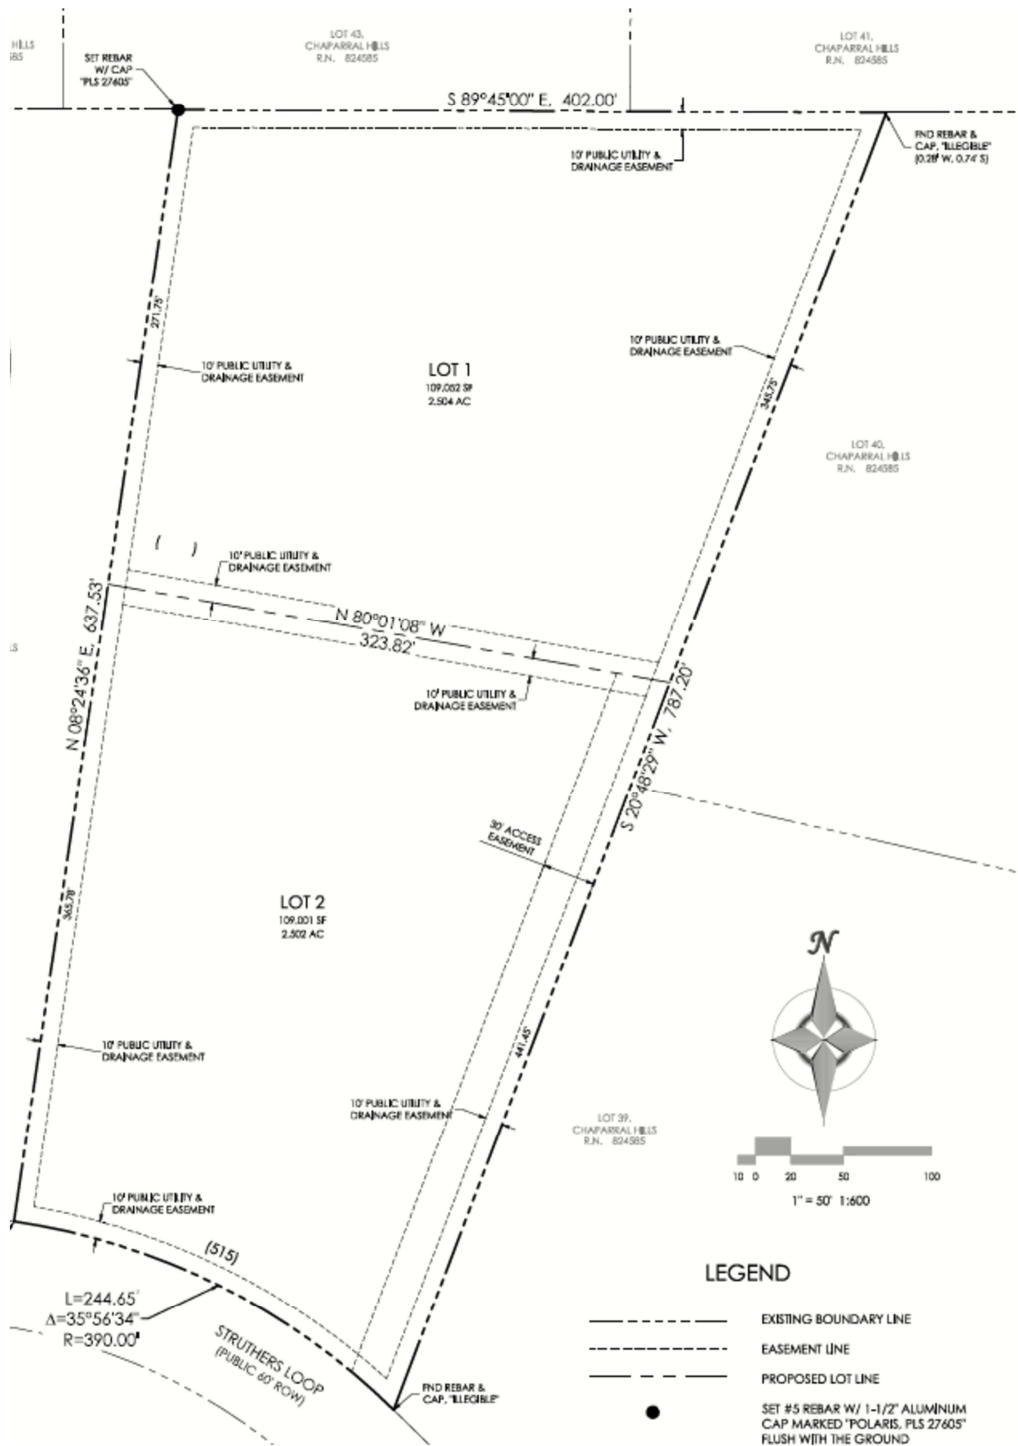 HILLS
585
LOT 43,
CHAPARRAL HILLS
R.N. 824585
LOT 41,
CHAPARRAL HILLS
R.N. 824585
SET REBAR
W/ CAP
"PLS 27605"
S 89°45'00" E, 402.00'
FND REBAR &
CAP, "ILLEGIBLE"
(0.28' W, 0.74' S)
10' PUBLIC UTILITY &
DRAINAGE EASEMENT
271.75'
10' PUBLIC UTILITY &
DRAINAGE EASEMENT
10' PUBLIC UTILITY &
DRAINAGE EASEMENT
LOT 1
109,052 SF
2.504 AC
345.75'
LOT 40,
CHAPARRAL HILLS
R.N. 824585
( )
10' PUBLIC UTILITY &
DRAINAGE EASEMENT
N 80°01'08" W
323.82'
N 08°24'36" E, 637.53'
LS
10' PUBLIC UTILITY &
DRAINAGE EASEMENT
S 20°48'29" W, 787.20'
30' ACCESS
EASEMENT
LOT 2
109,001 SF
2.502 AC
365.78'
N
10' PUBLIC UTILITY &
DRAINAGE EASEMENT
441.45'
10' PUBLIC UTILITY &
DRAINAGE EASEMENT
LOT 39,
CHAPARRAL HILLS
R.N. 824585
10 0 20 50 100
1" = 50' 1:600
10' PUBLIC UTILITY &
DRAINAGE EASEMENT
(515)
L=244.65'
Δ=35°56'34"
R=390.00'
STRUTHERS LOOP
(PUBLIC 60' ROW)
FND REBAR &
CAP, "ILLEGIBLE"
LEGEND
EXISTING BOUNDARY LINE
EASEMENT LINE
PROPOSED LOT LINE
SET #5 REBAR W/ 1-1/2" ALUMINUM
CAP MARKED "POLARIS, PLS 27605"
FLUSH WITH THE GROUND